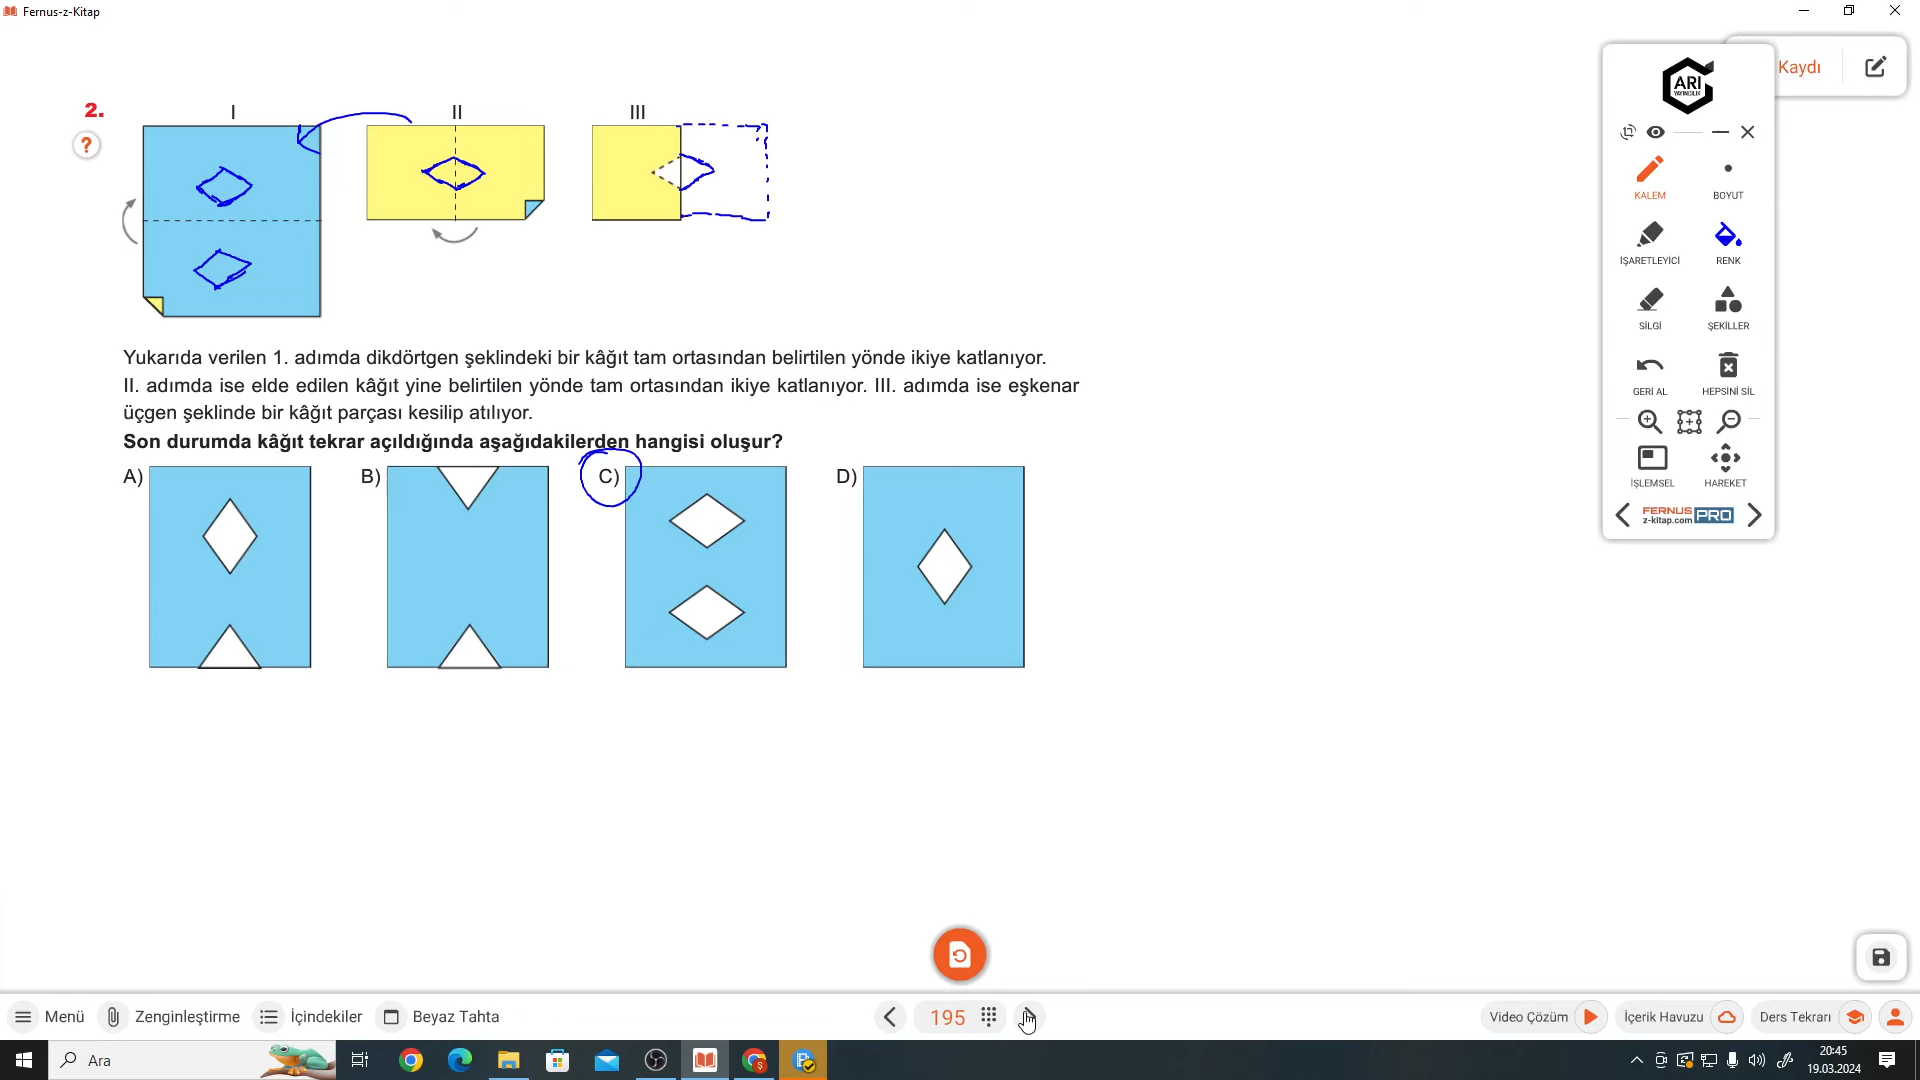 Fernus-z-Kitap
Kaydı
ARI
YAYINCILIK
2.
I
II
III
?
KALEM
BOYUT
İŞARETLEYİCİ
RENK
SİLGİ
ŞEKİLLER
GERİ AL
HEPSİNİ SİL
İŞLEMSEL
HAREKET
FERNUS
z-kitap.com
PRO
Yukarıda verilen 1. adımda dikdörtgen şeklindeki bir kâğıt tam ortasından belirtilen yönde ikiye katlanıyor.
II. adımda ise elde edilen kâğıt yine belirtilen yönde tam ortasından ikiye katlanıyor. III. adımda ise eşkenar
üçgen şeklinde bir kâğıt parçası kesilip atılıyor.
Son durumda kâğıt tekrar açıldığında aşağıdakilerden hangisi oluşur?
A)
B)
C)
D)
Menü
Zenginleştirme
İçindekiler
Beyaz Tahta
195
Video Çözüm
İçerik Havuzu
Ders Tekrarı
Ara
20:45
19.03.2024